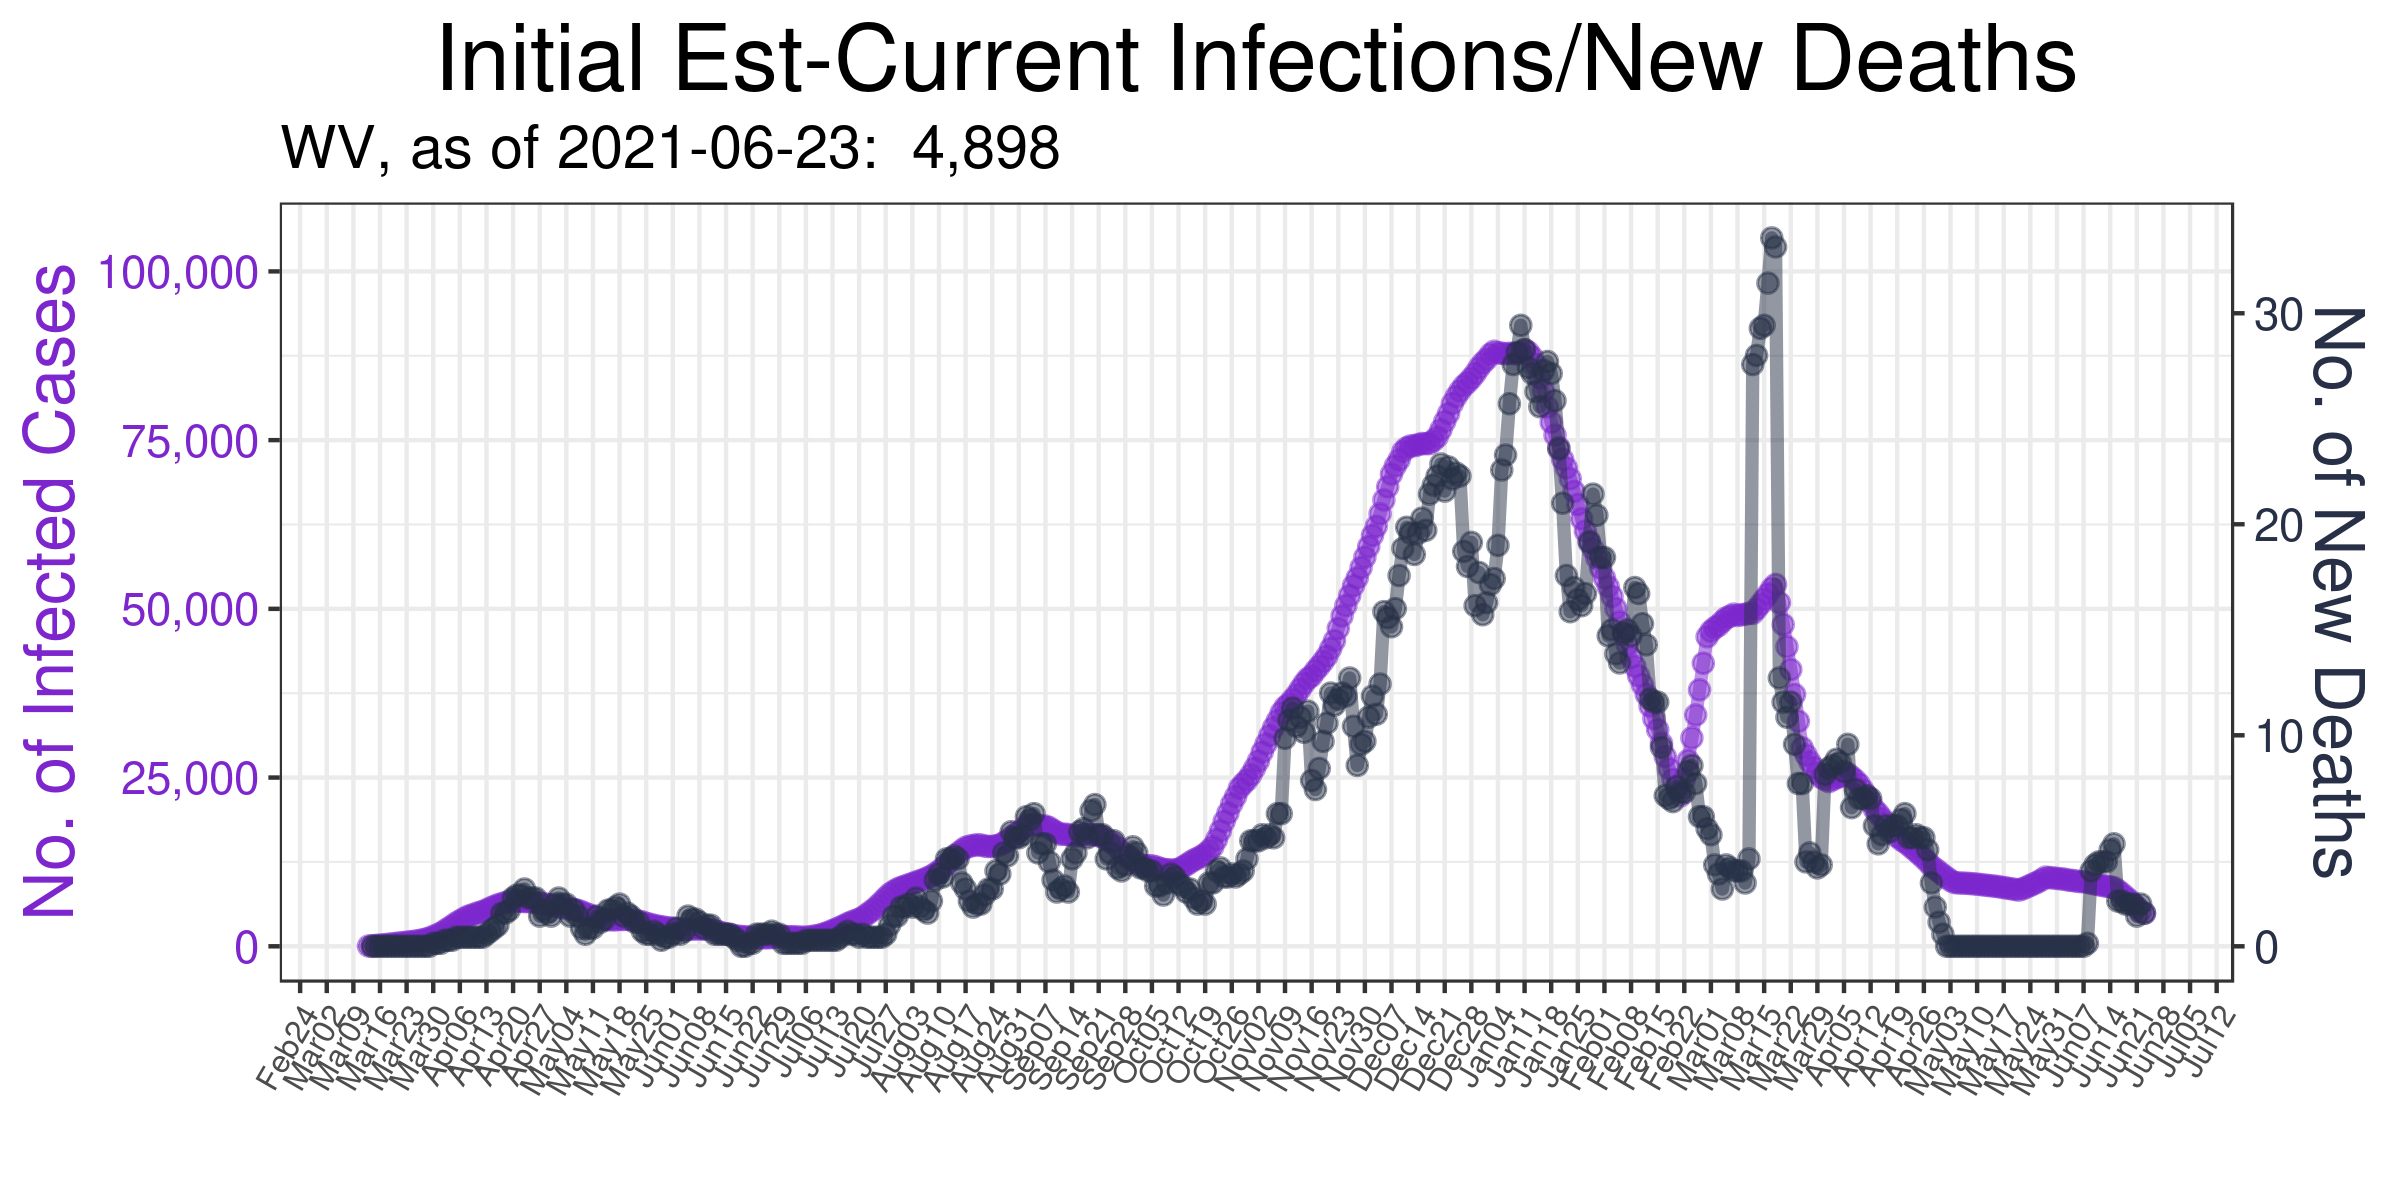 Initial Est-Current Infections/New Deaths
WV, as of 2021-06-23:  4,898
No. of Infected Cases
100,000
75,000
50,000
25,000
0
30
20
10
0
No. of New Deaths
Feb24
Mar02
Mar09
Mar16
Mar23
Mar30
Apr06
Apr13
Apr20
Apr27
May04
May11
May18
May25
Jun01
Jun08
Jun15
Jun22
Jun29
Jul06
Jul13
Jul20
Jul27
Aug03
Aug10
Aug17
Aug24
Aug31
Sep07
Sep14
Sep21
Sep28
Oct05
Oct12
Oct19
Oct26
Nov02
Nov09
Nov16
Nov23
Nov30
Dec07
Dec14
Dec21
Dec28
Jan04
Jan11
Jan18
Jan25
Feb01
Feb08
Feb15
Feb22
Mar01
Mar08
Mar15
Mar22
Mar29
Apr05
Apr12
Apr19
Apr26
May03
May10
May17
May24
May31
Jun07
Jun14
Jun21
Jun28
Jul05
Jul12